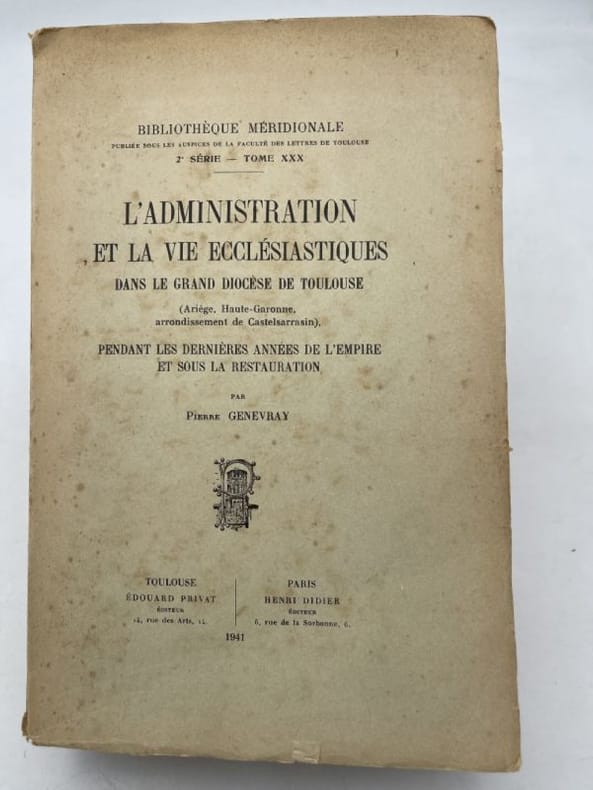 BIBLIOTHÈQUE MÉRIDIONALE
PUBLIÉE SOUS LES AUSPICES DE LA FACULTÉ DES LETTRES DE TOULOUSE
2e SÉRIE — TOME XXX
L'ADMINISTRATION
ET LA VIE ECCLÉSIASTIQUES
DANS LE GRAND DIOCÈSE DE TOULOUSE
(Ariége, Haute-Garonne,
arrondissement de Castelsarrasin),
PENDANT LES DERNIÈRES ANNÉES DE L'EMPIRE
ET SOUS LA RESTAURATION
PAR
PIERRE GENEVRAY
TOULOUSE
ÉDOUARD PRIVAT
ÉDITEUR
14, rue des Arts, 14.
PARIS
HENRI DIDIER
ÉDITEUR
6, rue de la Sorbonne, 6.
1941